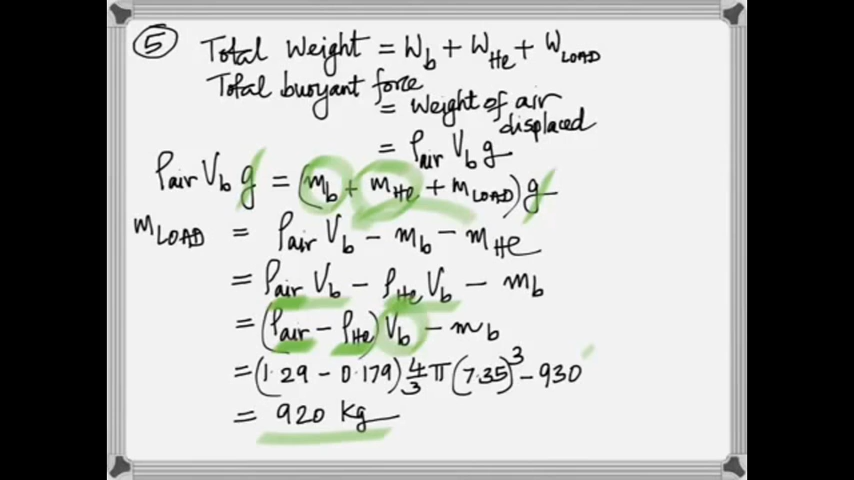 ⑤ Total Weight = W_b + W_He + W_LOAD
Total buoyant force
= Weight of air displaced
= ρ_air V_b g
ρ_air V_b g = (m_b + m_He + m_LOAD) g
m_LOAD = ρ_air V_b − m_b − m_He
= ρ_air V_b − ρ_He V_b − m_b
= (ρ_air − ρ_He) V_b − m_b
= (1.29 − 0.179) 4/3 π (7.35)³ − 930
= 920 Kg